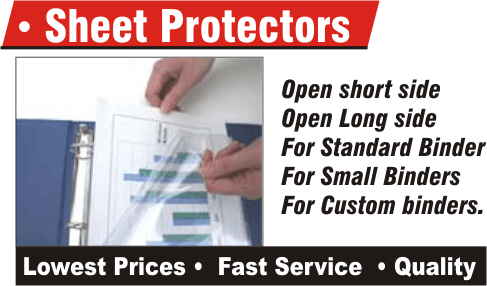 • Sheet Protectors
Open short side
Open Long side
For Standard Binder
For Small Binders
For Custom binders.
Lowest Prices • Fast Service • Quality